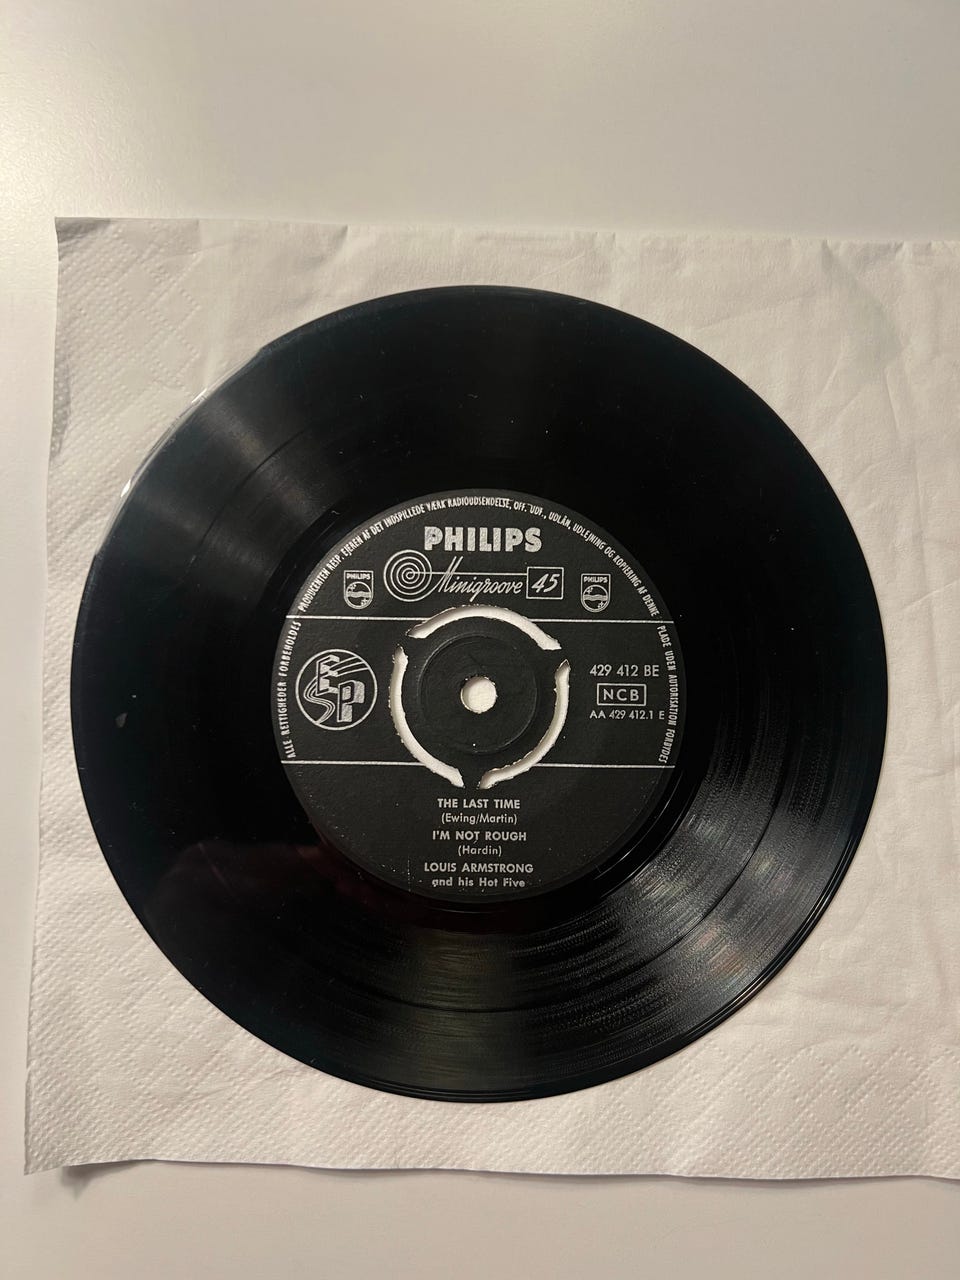 ALLE RETTIGHEDER FORBEHOLDES PRODUCENTEN RESP. EJEREN AF DET INDSPILLEDE VÆRK RADIOUDSENDELSE, OFF. UDF., UDLÅN, UDLEJNING OG KOPIERING AF DENNE PLADE UDEN AUTORISATION FORBYDES
PHILIPS
Minigroove 45
PHILIPS
PHILIPS
ESP
429 412 BE
NCB
AA 429 412.1 E
THE LAST TIME
(Ewing/Martin)
I'M NOT ROUGH
(Hardin)
LOUIS ARMSTRONG
and his Hot Five